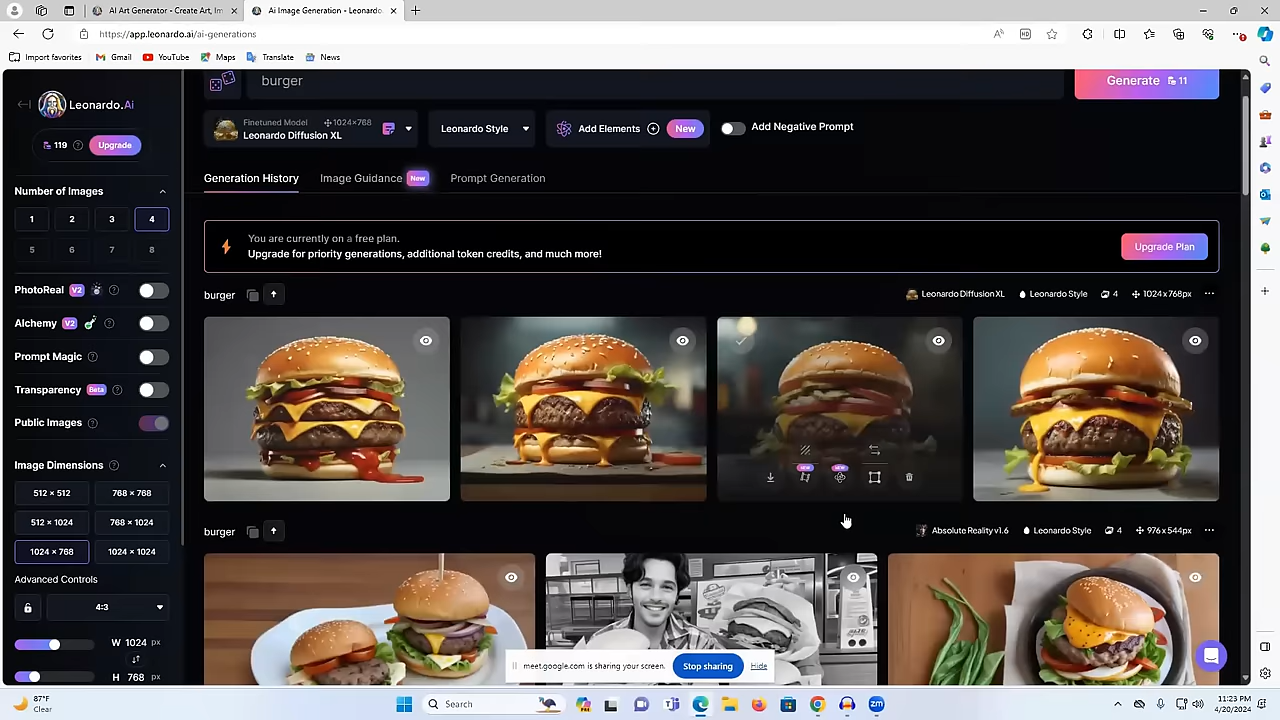 AI Art Generator - Create Art, Im
Ai Image Generation - Leonardo.
https://app.leonardo.ai/ai-generations
Import favorites
Gmail
YouTube
Maps
Translate
News
Leonardo.Ai
119
Upgrade
Number of Images
1 2 3 4
5 6 7 8
PhotoReal V2
Alchemy V2
Prompt Magic
Transparency Beta
Public Images
Image Dimensions
512 × 512 768 × 768
512 × 1024 768 × 1024
1024 × 768 1024 × 1024
Advanced Controls
4:3
W 1024 px
H 768 px
burger
Generate 11
Finetuned Model 1024×768
Leonardo Diffusion XL
Leonardo Style
Add Elements
New
Add Negative Prompt
Generation History
Image Guidance New
Prompt Generation
You are currently on a free plan.
Upgrade for priority generations, additional token credits, and much more!
Upgrade Plan
burger
Leonardo Diffusion XL
Leonardo Style
4
1024x768px
NEW NEW
burger
Absolute Reality v1.6
Leonardo Style
4
976x544px
meet.google.com is sharing your screen.
Stop sharing
Hide
87°F
Clear
Search
11:23 PM
4/20/2024